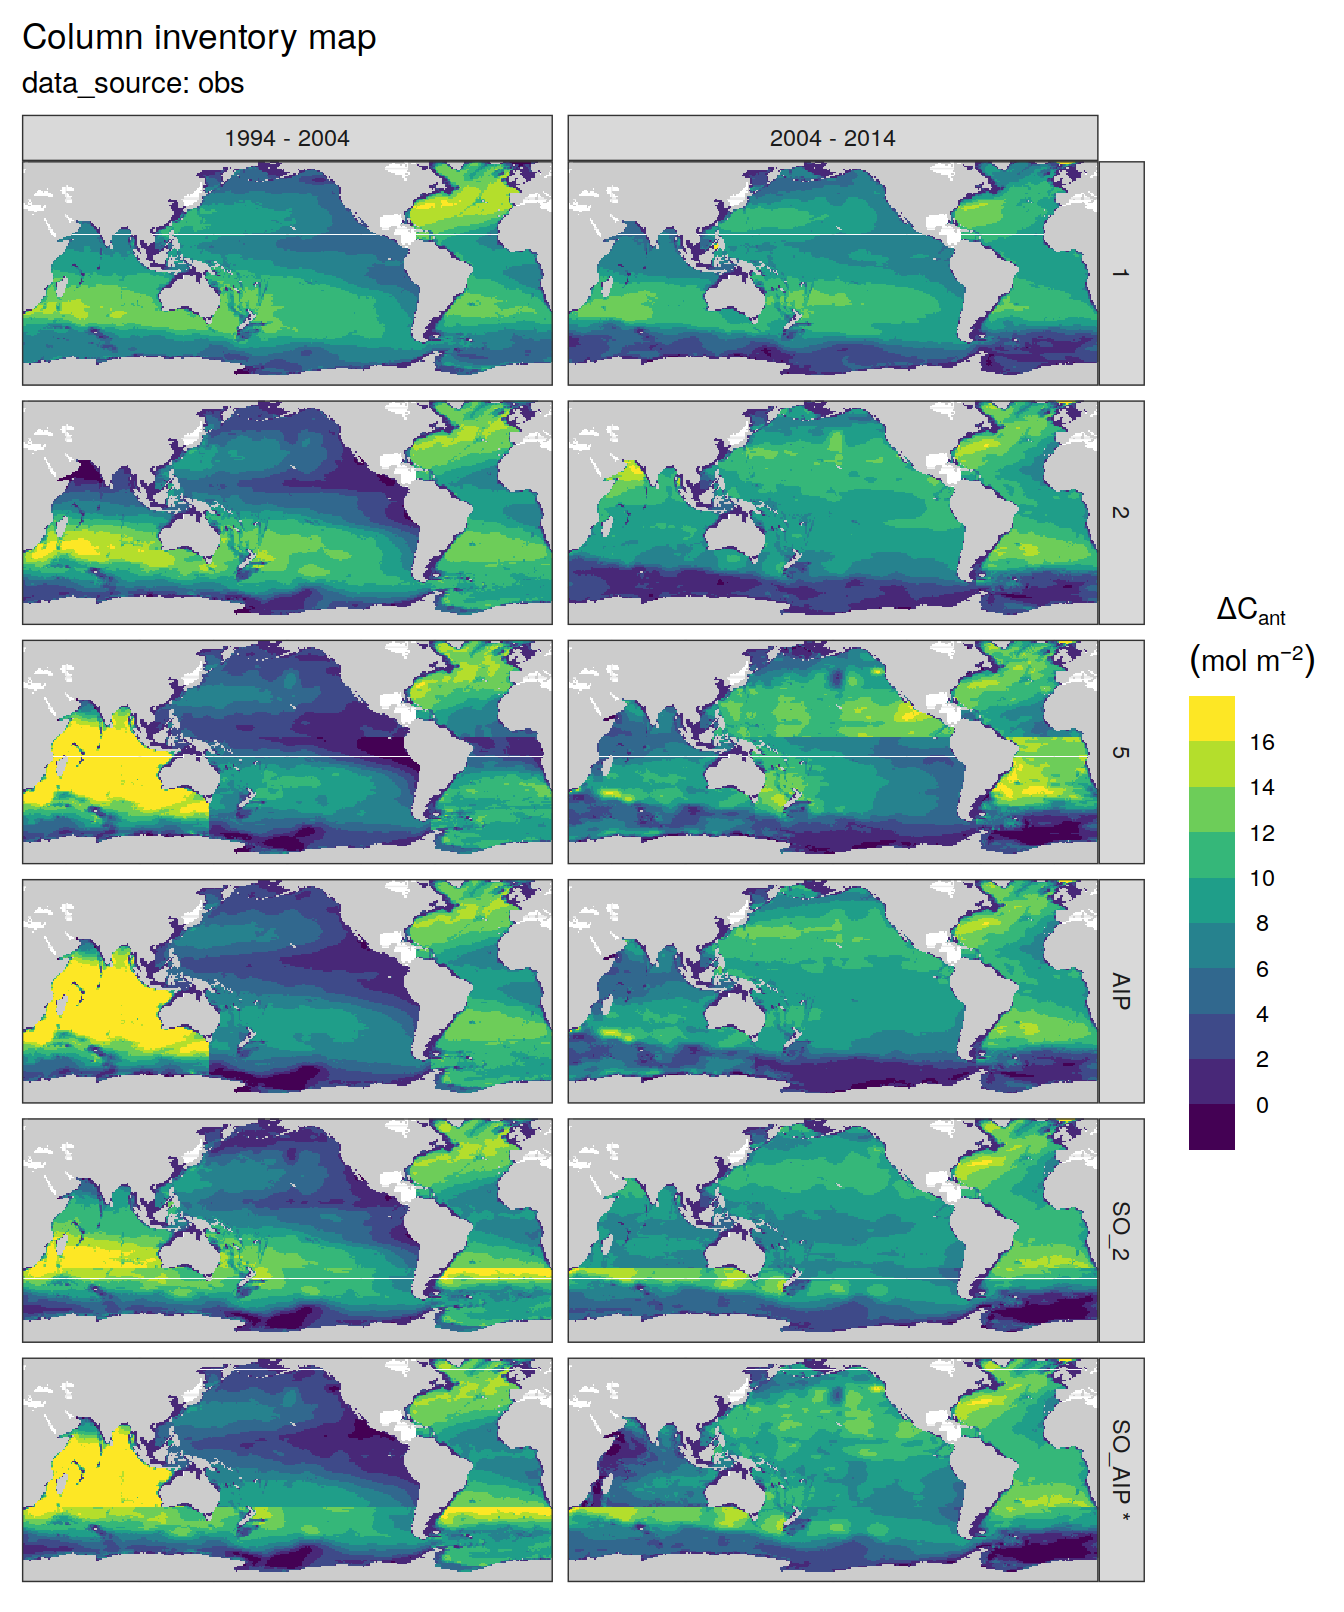 Column inventory map
data_source: obs
1994 - 2004
2004 - 2014
1
2
5
AIP
SO_2
SO_AIP *
ΔCant
(mol m−2)
16
14
12
10
8
6
4
2
0